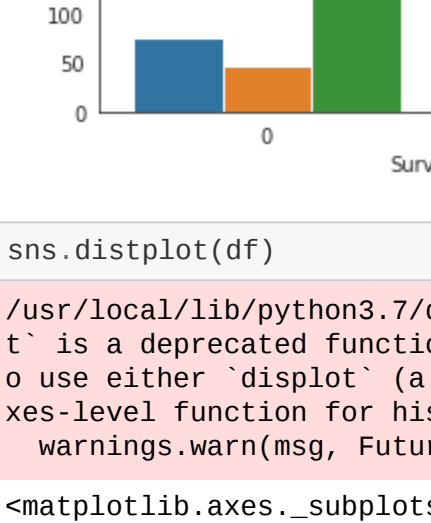 100
50
0
0
Surv
sns.distplot(df)
/usr/local/lib/python3.7/
t` is a deprecated functio
o use either `displot` (a
xes-level function for his
warnings.warn(msg, Futur
<matplotlib.axes._subplots